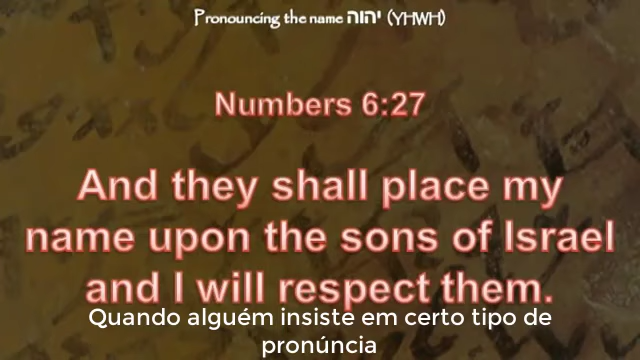 Pronouncing the name יהוה (YHWH)
Numbers 6:27
And they shall place my
name upon the sons of Israel
and I will respect them.
Quando alguém insiste em certo tipo de
pronúncia